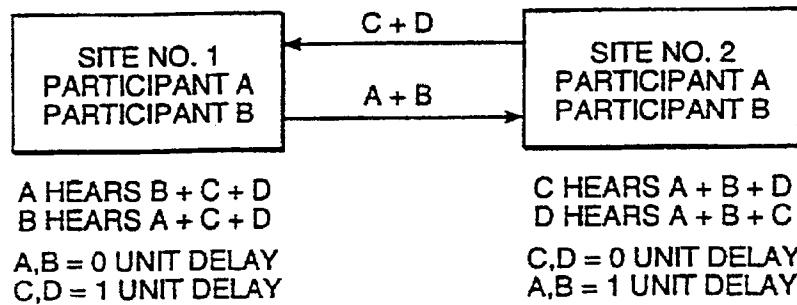 SITE NO. 1
PARTICIPANT A
PARTICIPANT B
C + D
A + B
SITE NO. 2
PARTICIPANT A
PARTICIPANT B
A HEARS B + C + D
B HEARS A + C + D
A,B = 0 UNIT DELAY
C,D = 1 UNIT DELAY
C HEARS A + B + D
D HEARS A + B + C
C,D = 0 UNIT DELAY
A,B = 1 UNIT DELAY